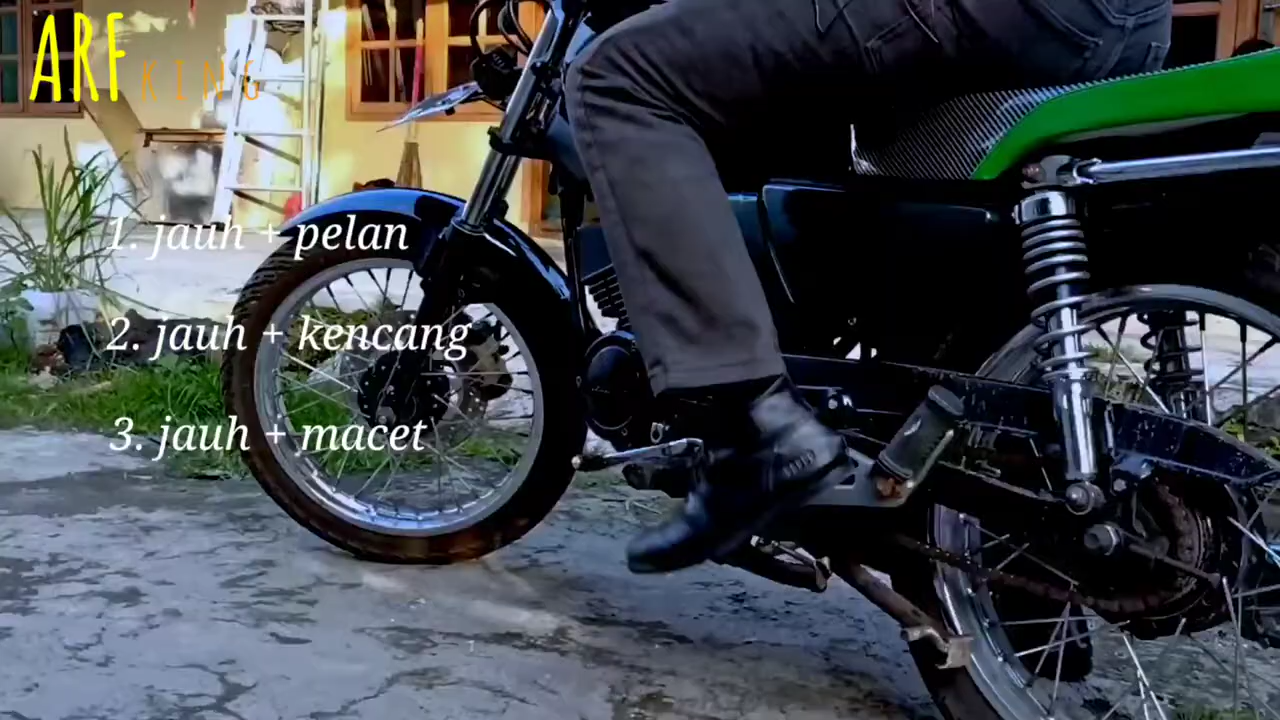 ARF KING
1. jauh + pelan
2. jauh + kencang
3. jauh + macet